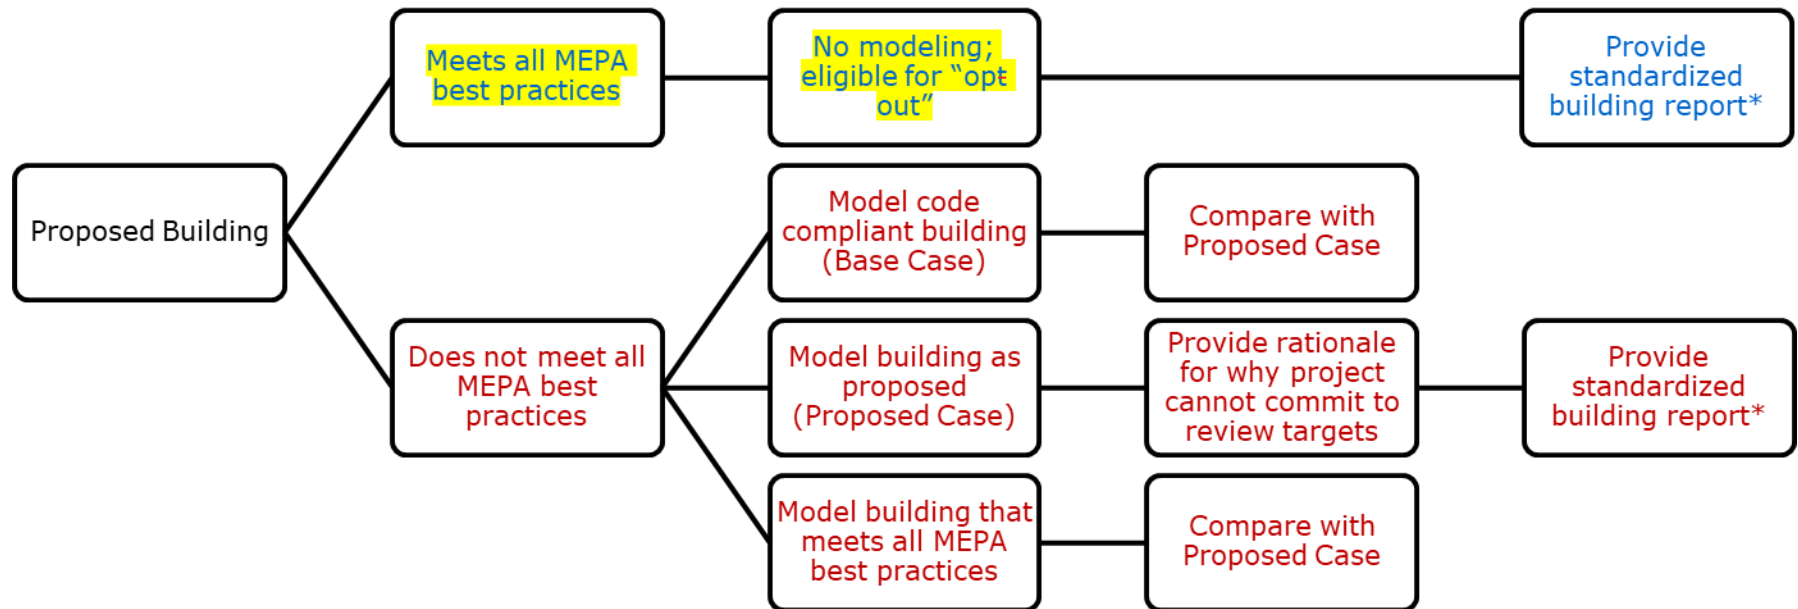 Meets all MEPA
best practices
No modeling;
eligible for “opt-
out”
Provide
standardized
building report*
Proposed Building
Model code
compliant building
(Base Case)
Compare with
Proposed Case
Does not meet all
MEPA best
practices
Model building as
proposed
(Proposed Case)
Provide rationale
for why project
cannot commit to
review targets
Provide
standardized
building report*
Model building that
meets all MEPA
best practices
Compare with
Proposed Case